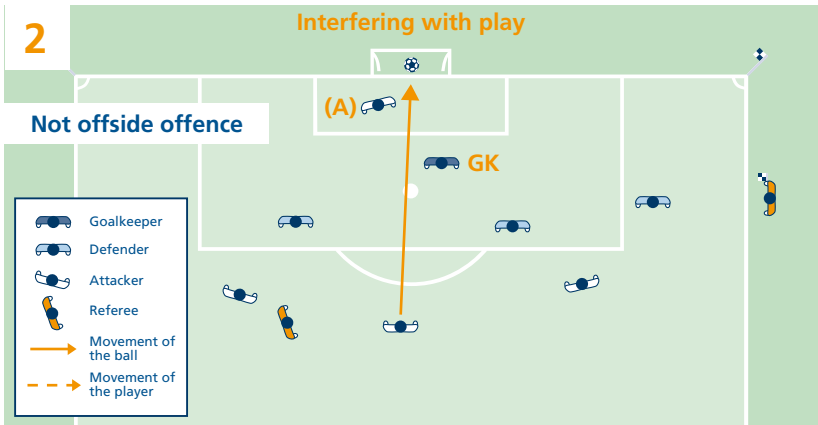 2
Interfering with play
(A)
Not offside offence
GK
Goalkeeper
Defender
Attacker
Referee
Movement of
the ball
Movement of
the player